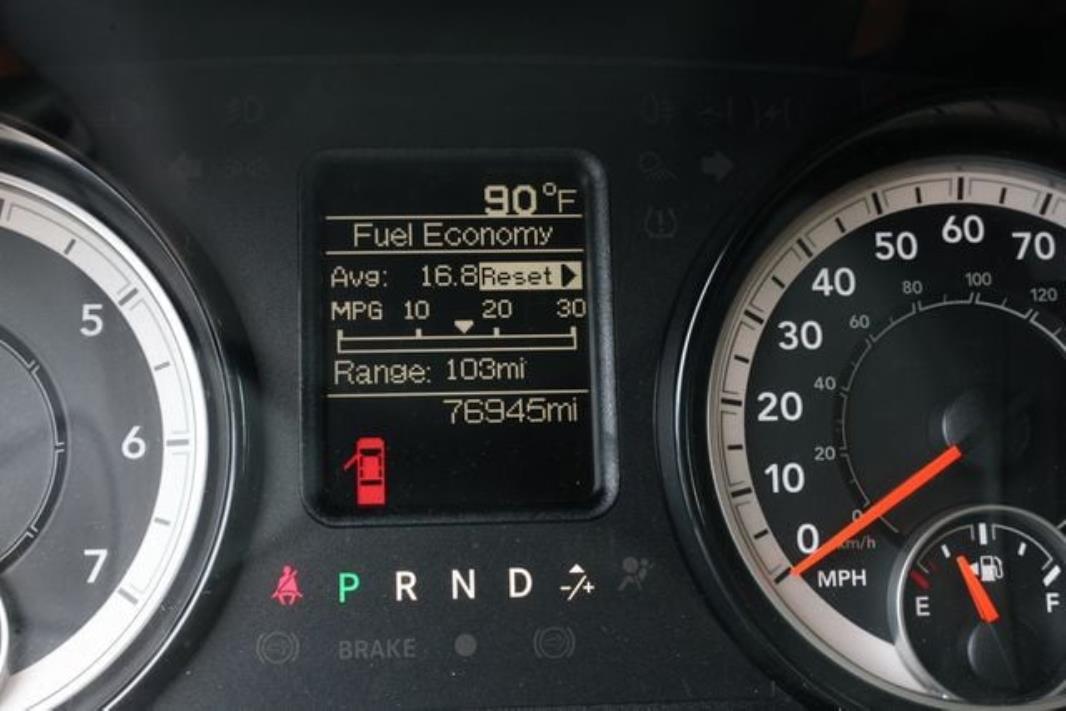 90°F
Fuel Economy
Avg: 16.8 Reset
MPG 10 20 30
Range: 103mi
76945mi
P R N D -/+
BRAKE
5
6
7
0 10 20 30 40 50 60 70
MPH
0 20 40 60 80 100 120
km/h
E F